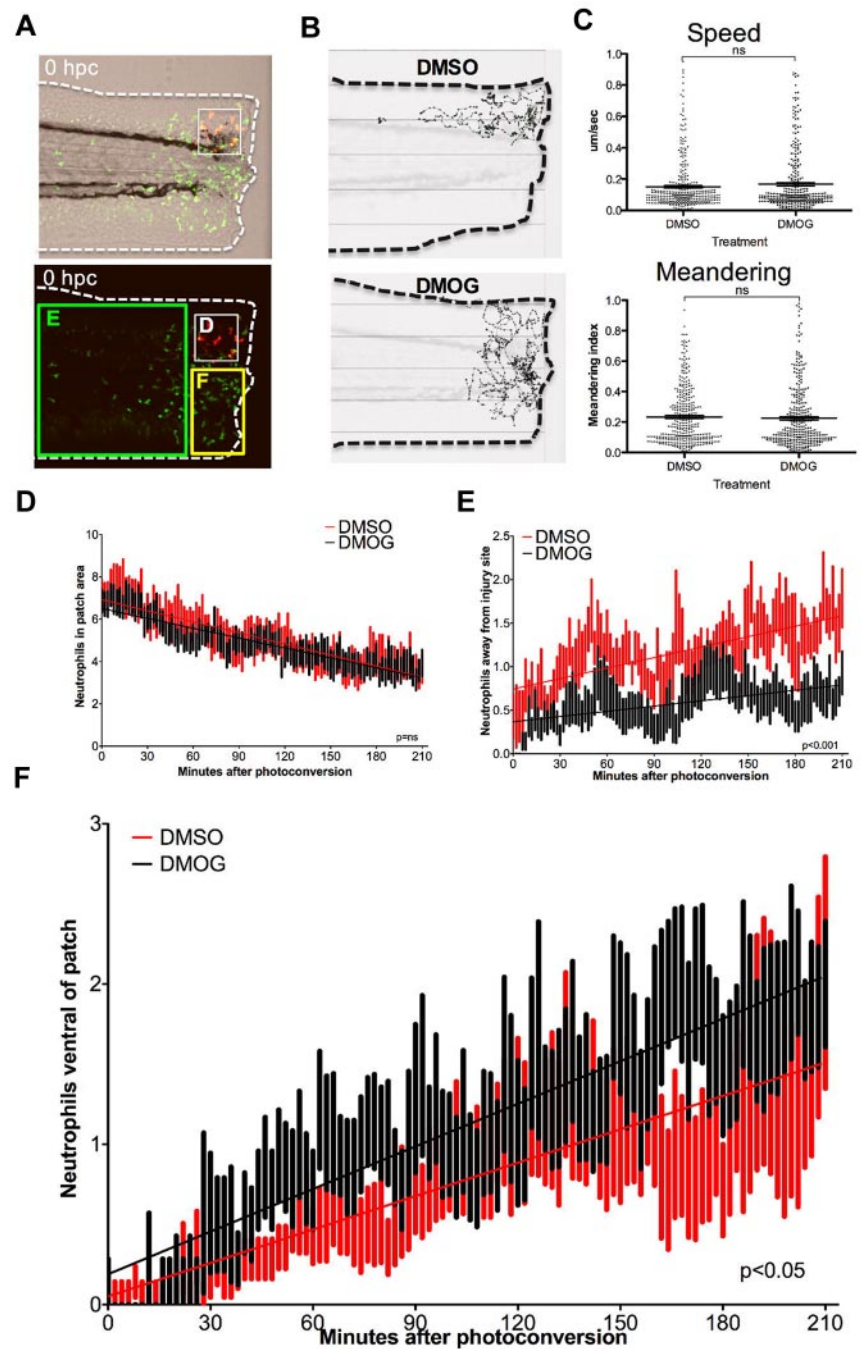 A
0 hpc
0 hpc
E
D
F
B
DMSO
DMOG
C
Speed
ns
1.0
0.8
0.6
0.4
0.2
0.0
um/sec
DMSO DMOG
Treatment
Meandering
ns
1.0
0.8
0.6
0.4
0.2
0.0
Meandering index
DMSO DMOG
Treatment
D
DMSO
DMOG
10
8
6
4
2
0
Neutrophils in patch area
p=ns
0 30 60 90 120 150 180 210
Minutes after photoconversion
E
DMSO
DMOG
2.5
2.0
1.5
1.0
0.5
0.0
Neutrophils away from injury site
p<0.001
0 30 60 90 120 150 180 210
Minutes after photoconversion
F
DMSO
DMOG
3
2
1
0
Neutrophils ventral of patch
p<0.05
0 30 60 90 120 150 180 210
Minutes after photoconversion